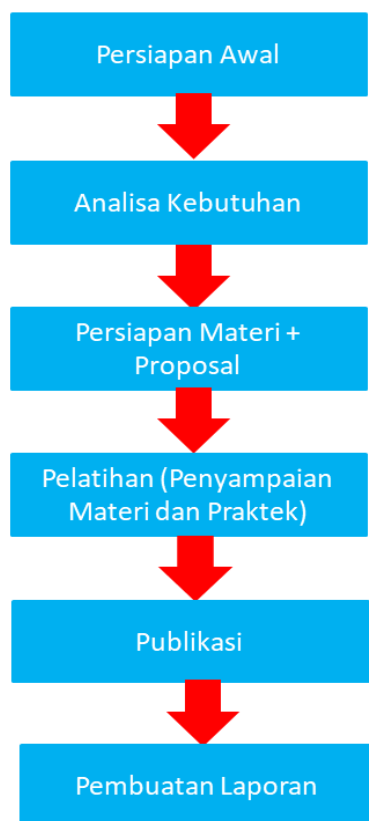 Persiapan Awal
Analisa Kebutuhan
Persiapan Materi +
Proposal
Pelatihan (Penyampaian
Materi dan Praktek)
Publikasi
Pembuatan Laporan